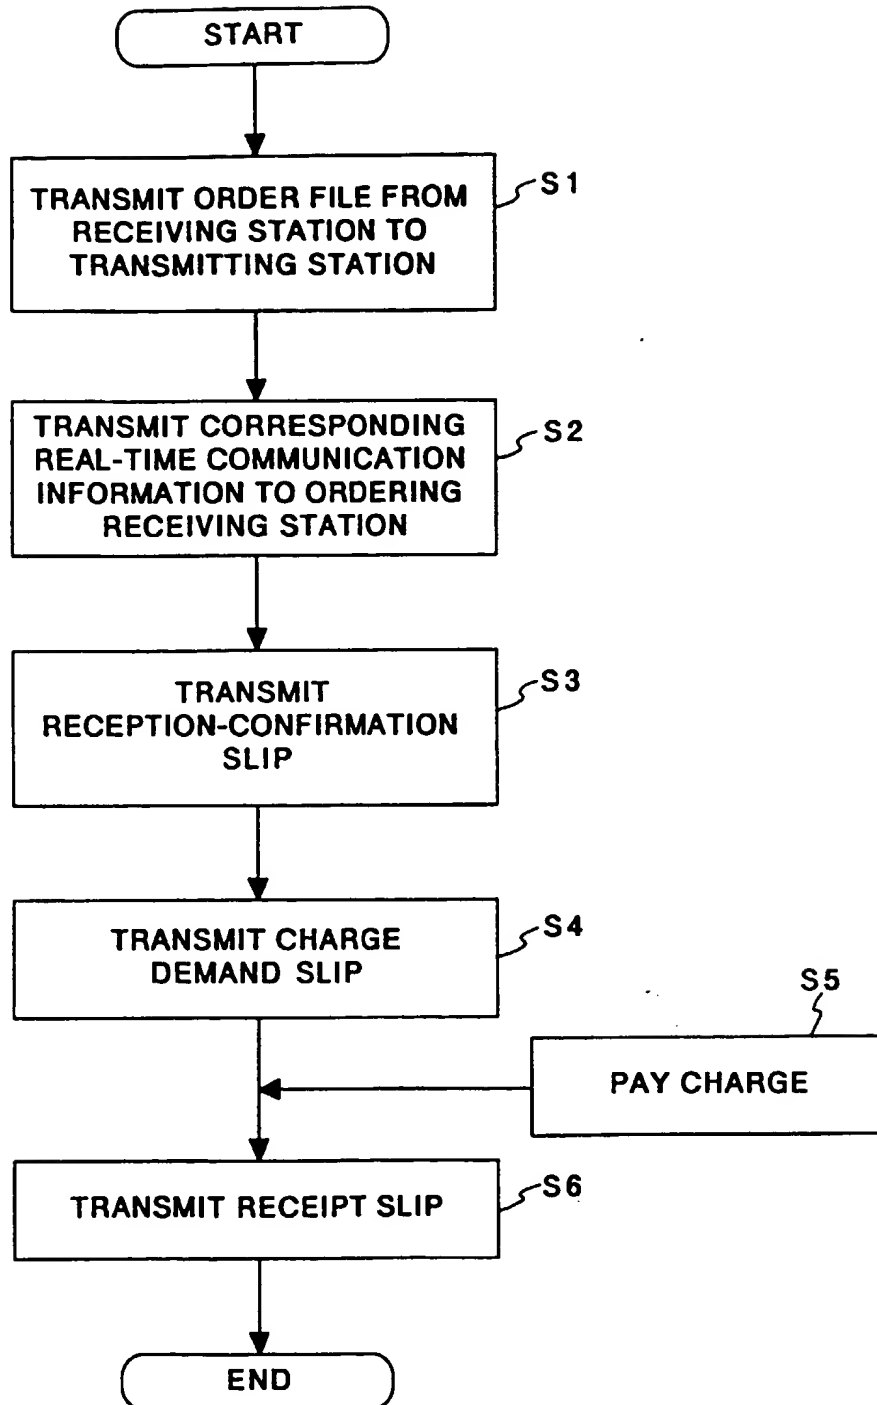 START
S1
TRANSMIT ORDER FILE FROM
RECEIVING STATION TO
TRANSMITTING STATION
S2
TRANSMIT CORRESPONDING
REAL-TIME COMMUNICATION
INFORMATION TO ORDERING
RECEIVING STATION
S3
TRANSMIT
RECEPTION-CONFIRMATION
SLIP
S4
TRANSMIT CHARGE
DEMAND SLIP
S5
PAY CHARGE
S6
TRANSMIT RECEIPT SLIP
END